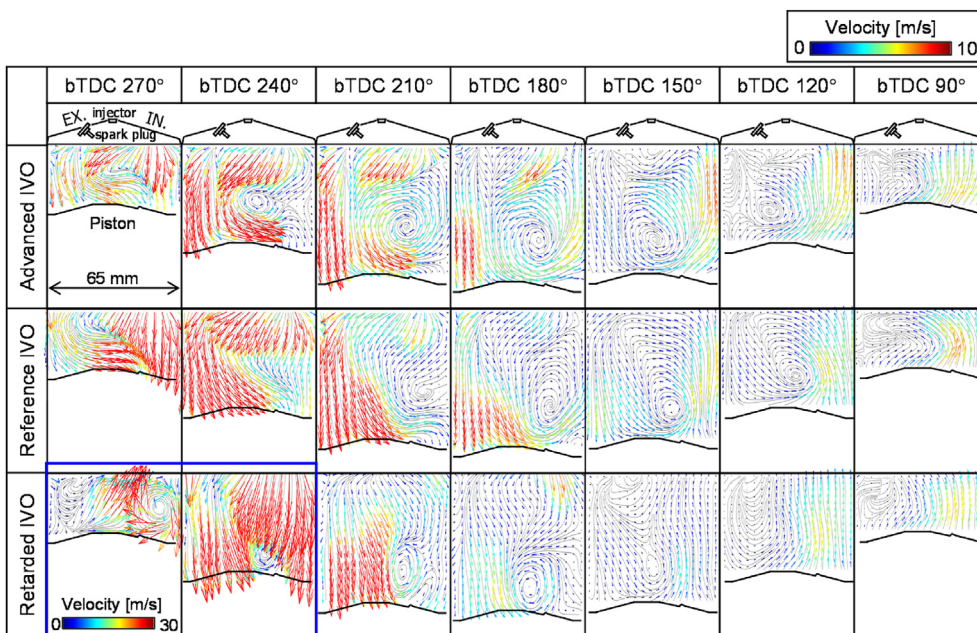 Velocity [m/s]
0 10
bTDC 270° bTDC 240° bTDC 210° bTDC 180° bTDC 150° bTDC 120° bTDC 90°
EX. injector IN.
spark plug
Advanced IVO
Piston
65 mm
Reference IVO
Retarded IVO
Velocity [m/s]
0 30